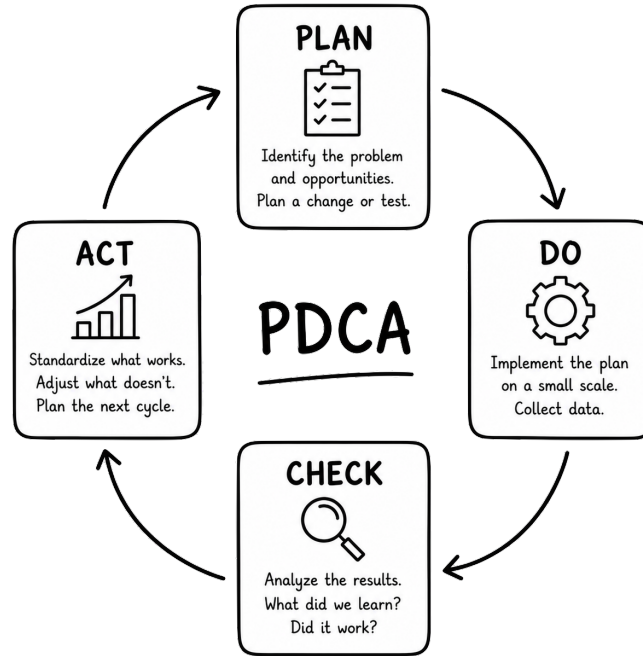 PLAN
Identify the problem
and opportunities.
Plan a change or test.
DO
Implement the plan
on a small scale.
Collect data.
CHECK
Analyze the results.
What did we learn?
Did it work?
ACT
Standardize what works.
Adjust what doesn't.
Plan the next cycle.
PDCA